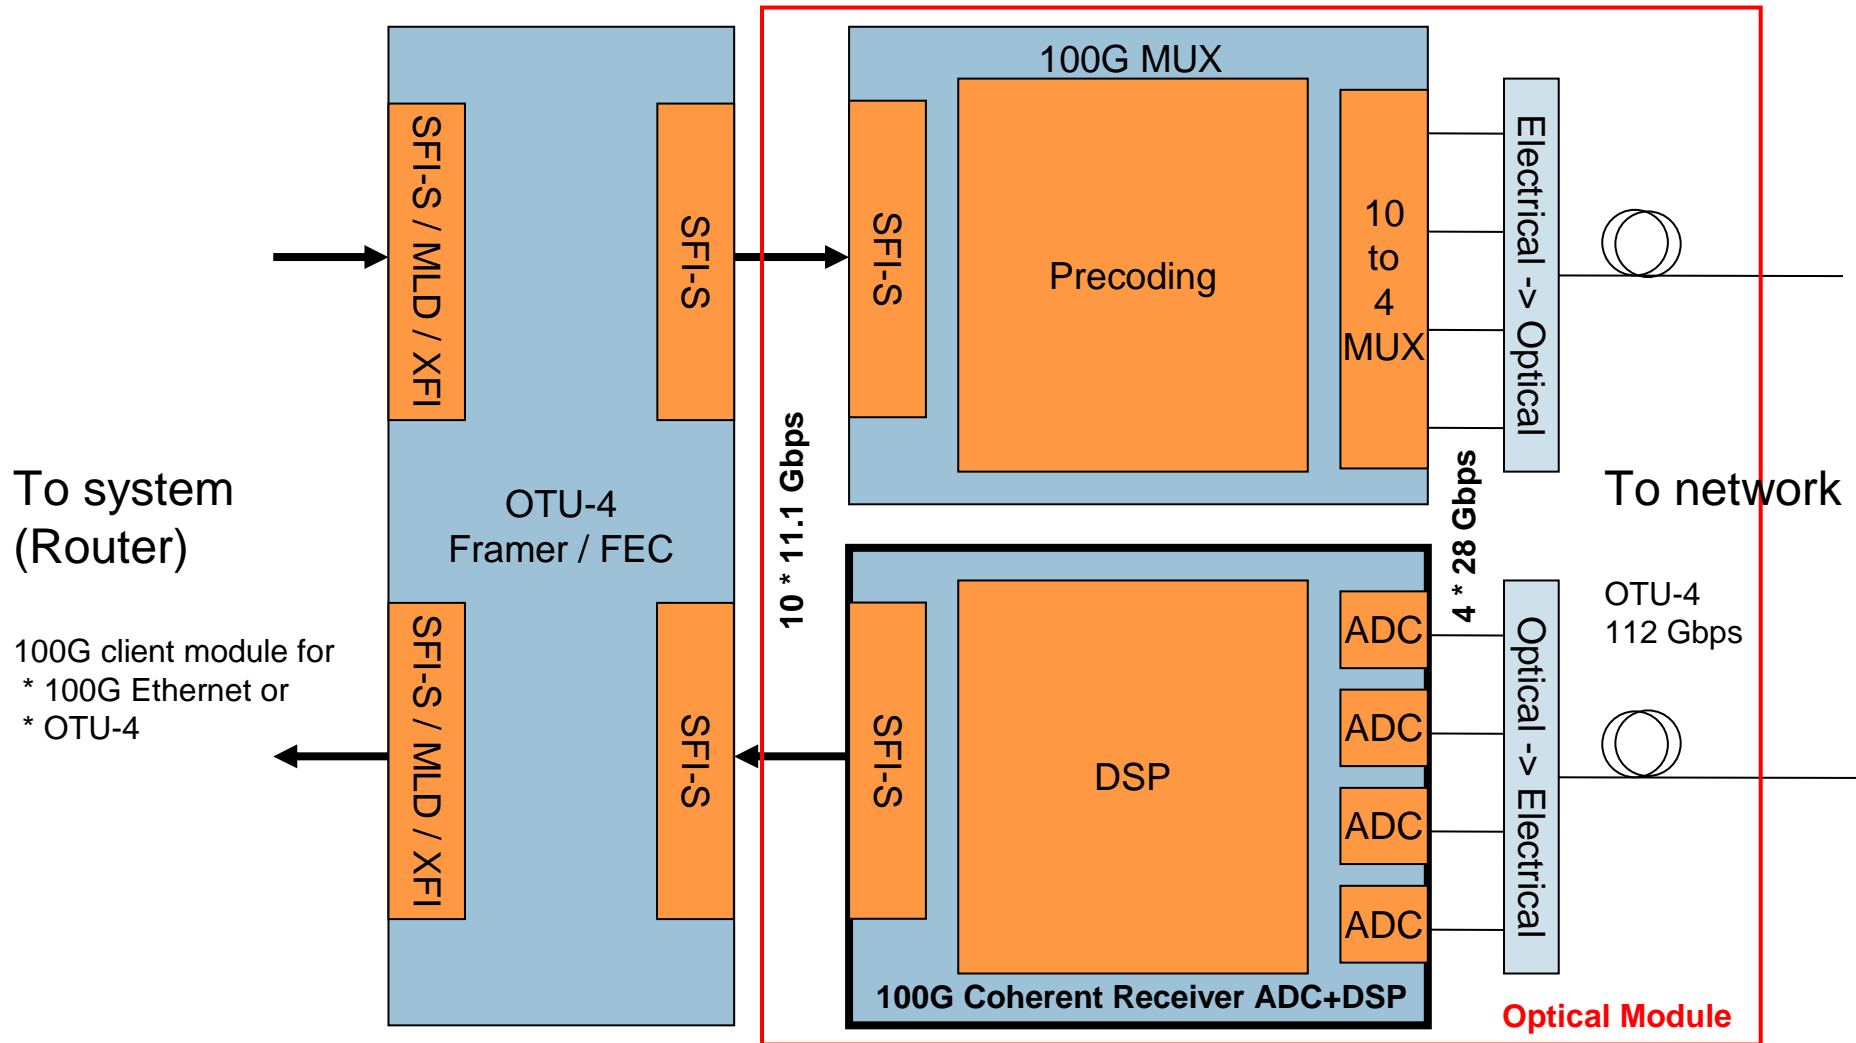 100G MUX
SFI-S / MLD / XFI
SFI-S
SFI-S
Precoding
10
to
4
MUX
Electrical -> Optical
To system
(Router)
OTU-4
Framer / FEC
10 * 11.1 Gbps
4 * 28 Gbps
To network
OTU-4
112 Gbps
100G client module for
* 100G Ethernet or
* OTU-4
SFI-S / MLD / XFI
SFI-S
SFI-S
DSP
ADC
ADC
ADC
ADC
Optical -> Electrical
100G Coherent Receiver ADC+DSP
Optical Module